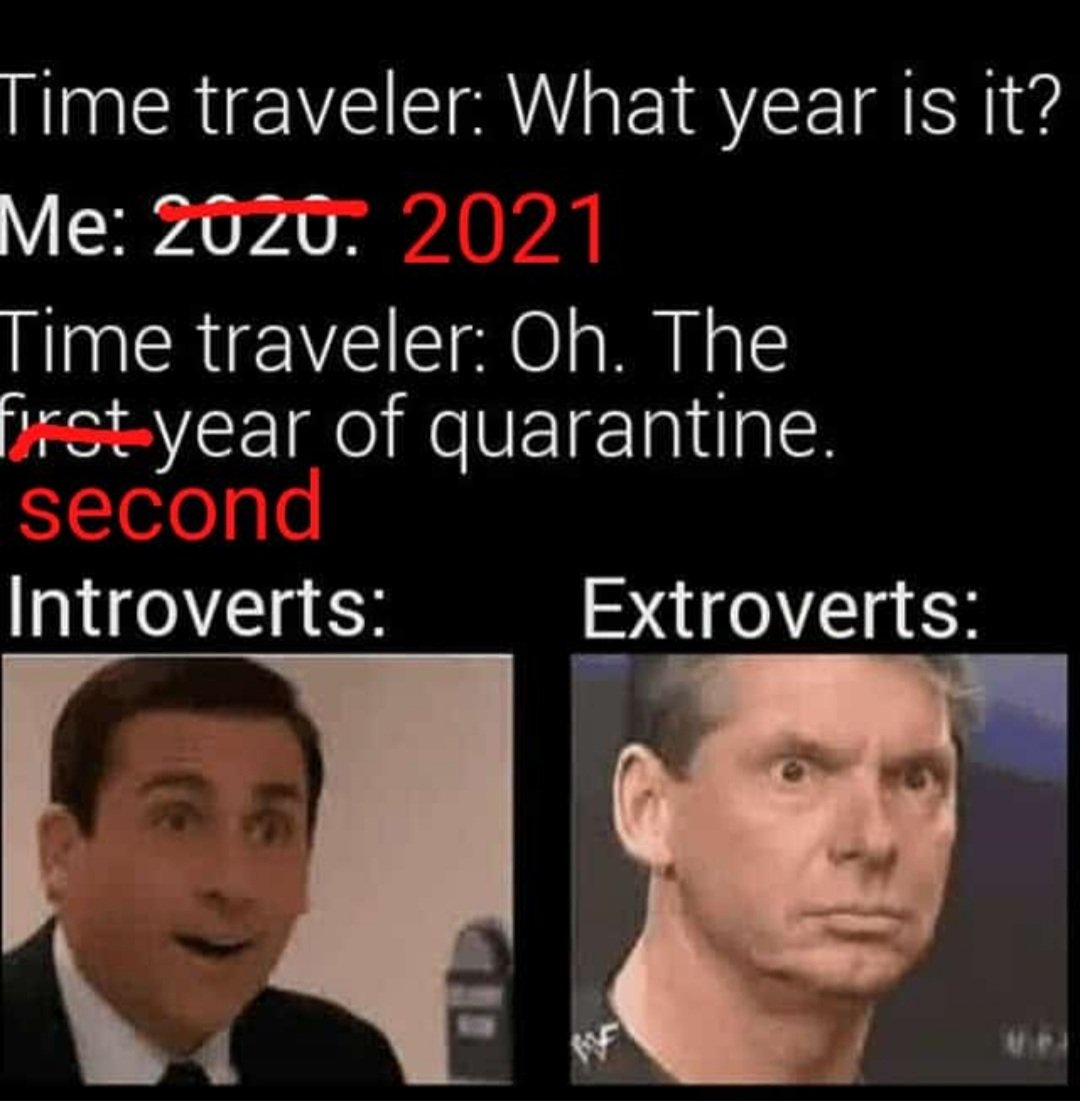 Time traveler: What year is it?
Me: 2020. 2021
Time traveler: Oh. The
first year of quarantine.
second
Introverts: Extroverts: